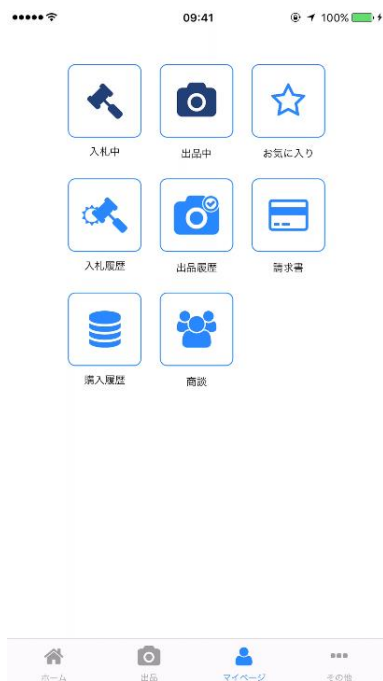 09:41
100%
入札中
出品中
お気に入り
入札履歴
出品履歴
請求書
購入履歴
商談
ホーム
出品
マイページ
その他